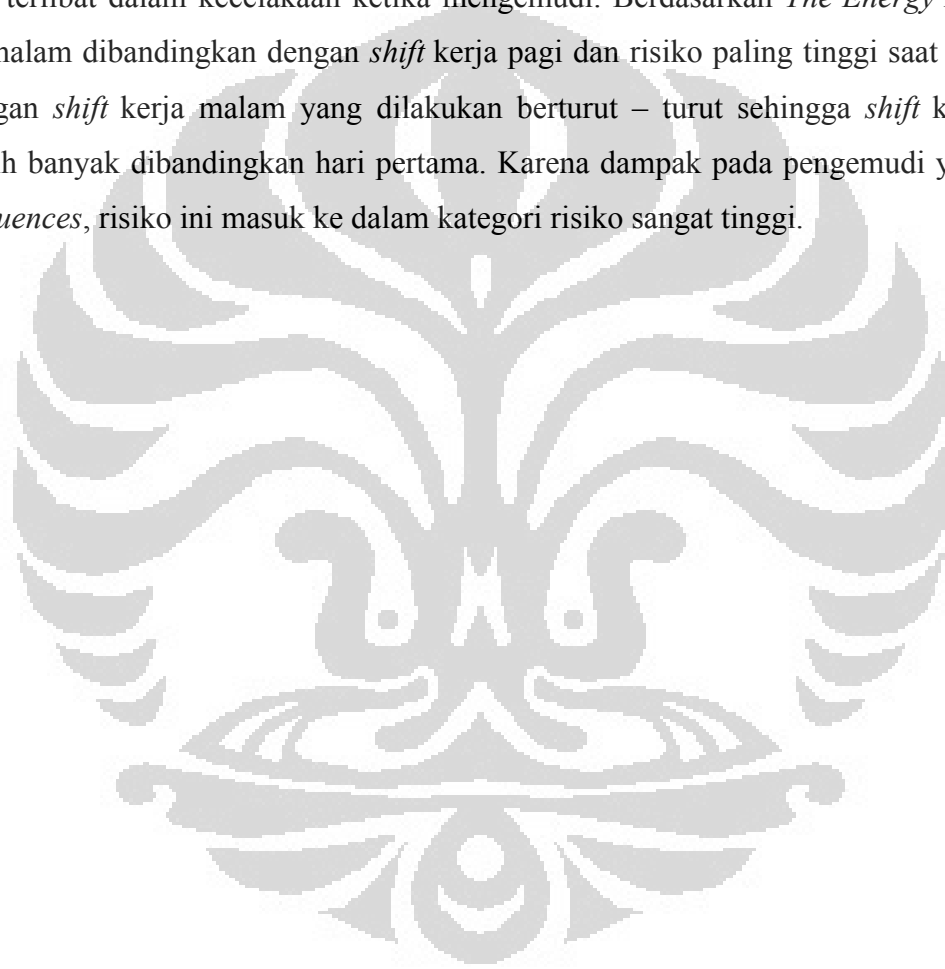 terlibat dalam kecelakaan ketika mengemudi. Berdasarkan The Energy
malam dibandingkan dengan shift kerja pagi dan risiko paling tinggi saat
gan shift kerja malam yang dilakukan berturut – turut sehingga shift k
h banyak dibandingkan hari pertama. Karena dampak pada pengemudi y
uences, risiko ini masuk ke dalam kategori risiko sangat tinggi.